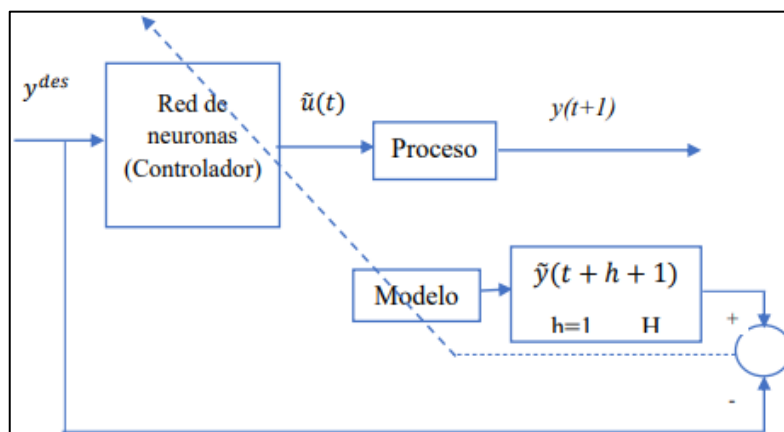 y^{des}
Red de
neuronas
(Controlador)
ũ(t)
Proceso
y(t+1)
Modelo
ỹ(t + h + 1)
h=1 H
+
-